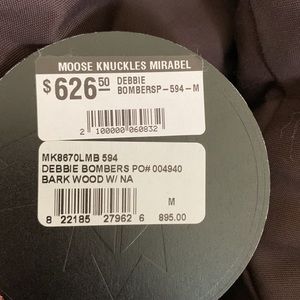 MOOSE KNUCKLES MIRABEL
$626.50 DEBBIE
BOMBERSP-594-M
2 100000 060832
MK8670LMB 594
DEBBIE BOMBERS PO# 004940
BARK WOOD W/ NA
M
8 22185 27962 6 895.00